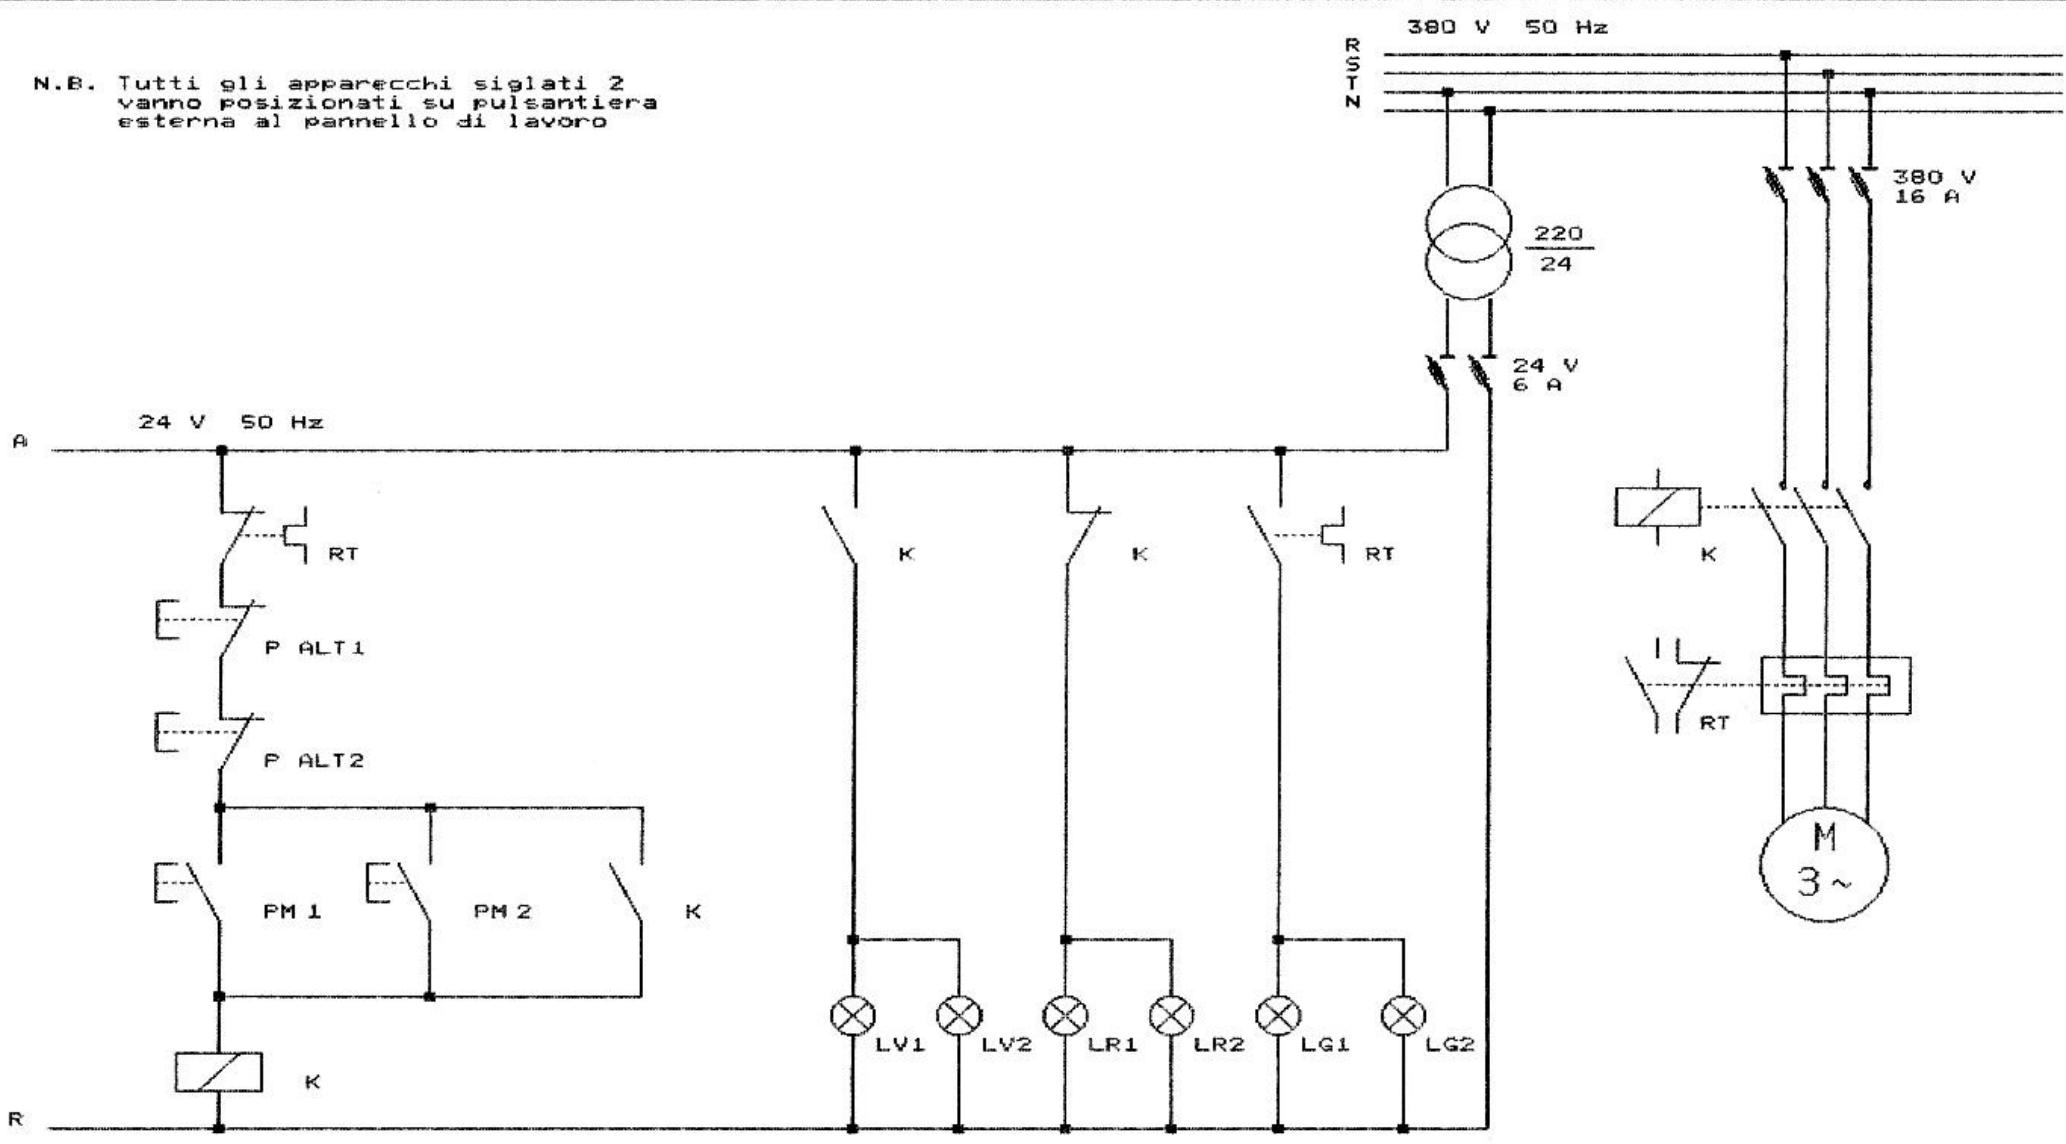 380 V 50 Hz
R
S
T
N
N.B. Tutti gli apparecchi siglati 2
vanno posizionati su pulsantiera
esterna al pannello di lavoro
380 V
16 A
220
24
24 V
6 A
24 V 50 Hz
A
RT
K
K
RT
K
P ALT1
RT
P ALT2
M
3~
PM 1
PM 2
K
LV1
LV2
LR1
LR2
LG1
LG2
K
R